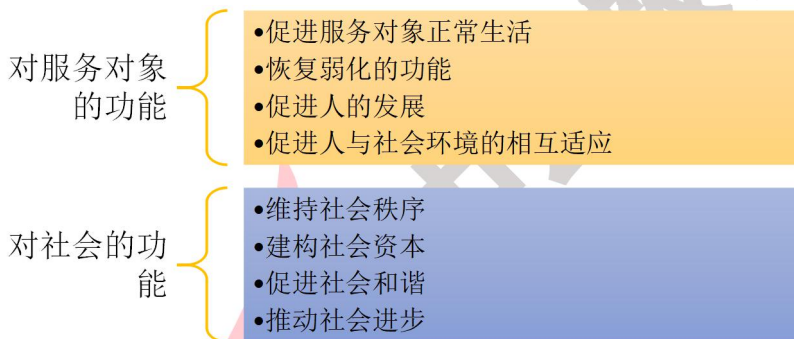 对服务对象
的功能
•促进服务对象正常生活
•恢复弱化的功能
•促进人的发展
•促进人与社会环境的相互适应
对社会的功
能
•维持社会秩序
•建构社会资本
•促进社会和谐
•推动社会进步